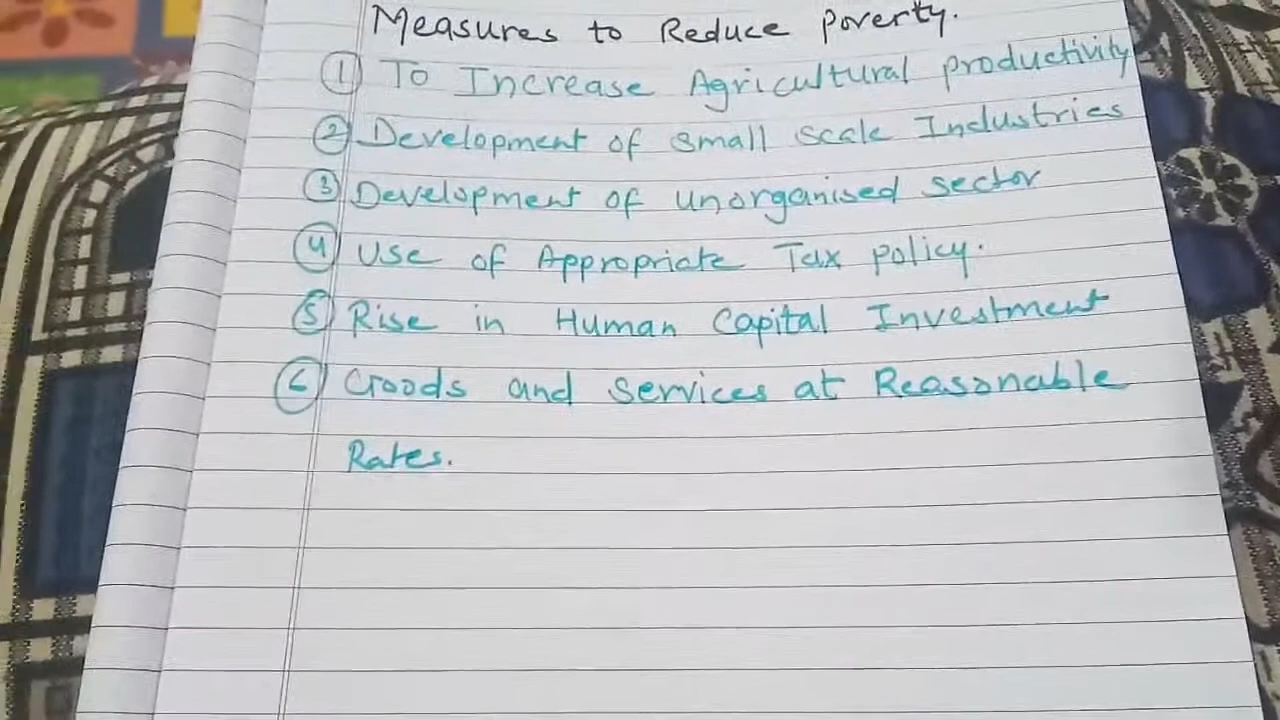 Measures to Reduce Poverty.
① To Increase Agricultural productivity
② Development of small scale Industries
③ Development of unorganised sector
④ Use of Appropriate Tax policy.
⑤ Rise in Human Capital Investment
⑥ Goods and services at Reasonable
Rates.